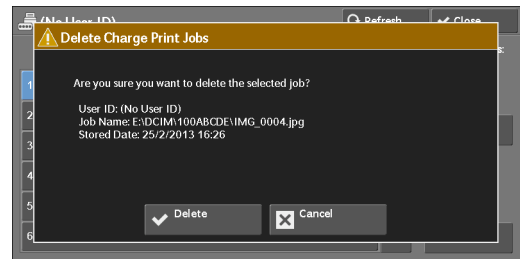 (No User ID)
Refresh
Close
Delete Charge Print Jobs
Are you sure you want to delete the selected job?
User ID: (No User ID)
Job Name: E:\DCIM\100ABCDE\IMG_0004.jpg
Stored Date: 25/2/2013 16:26
1
2
3
4
5
6
Delete
Cancel